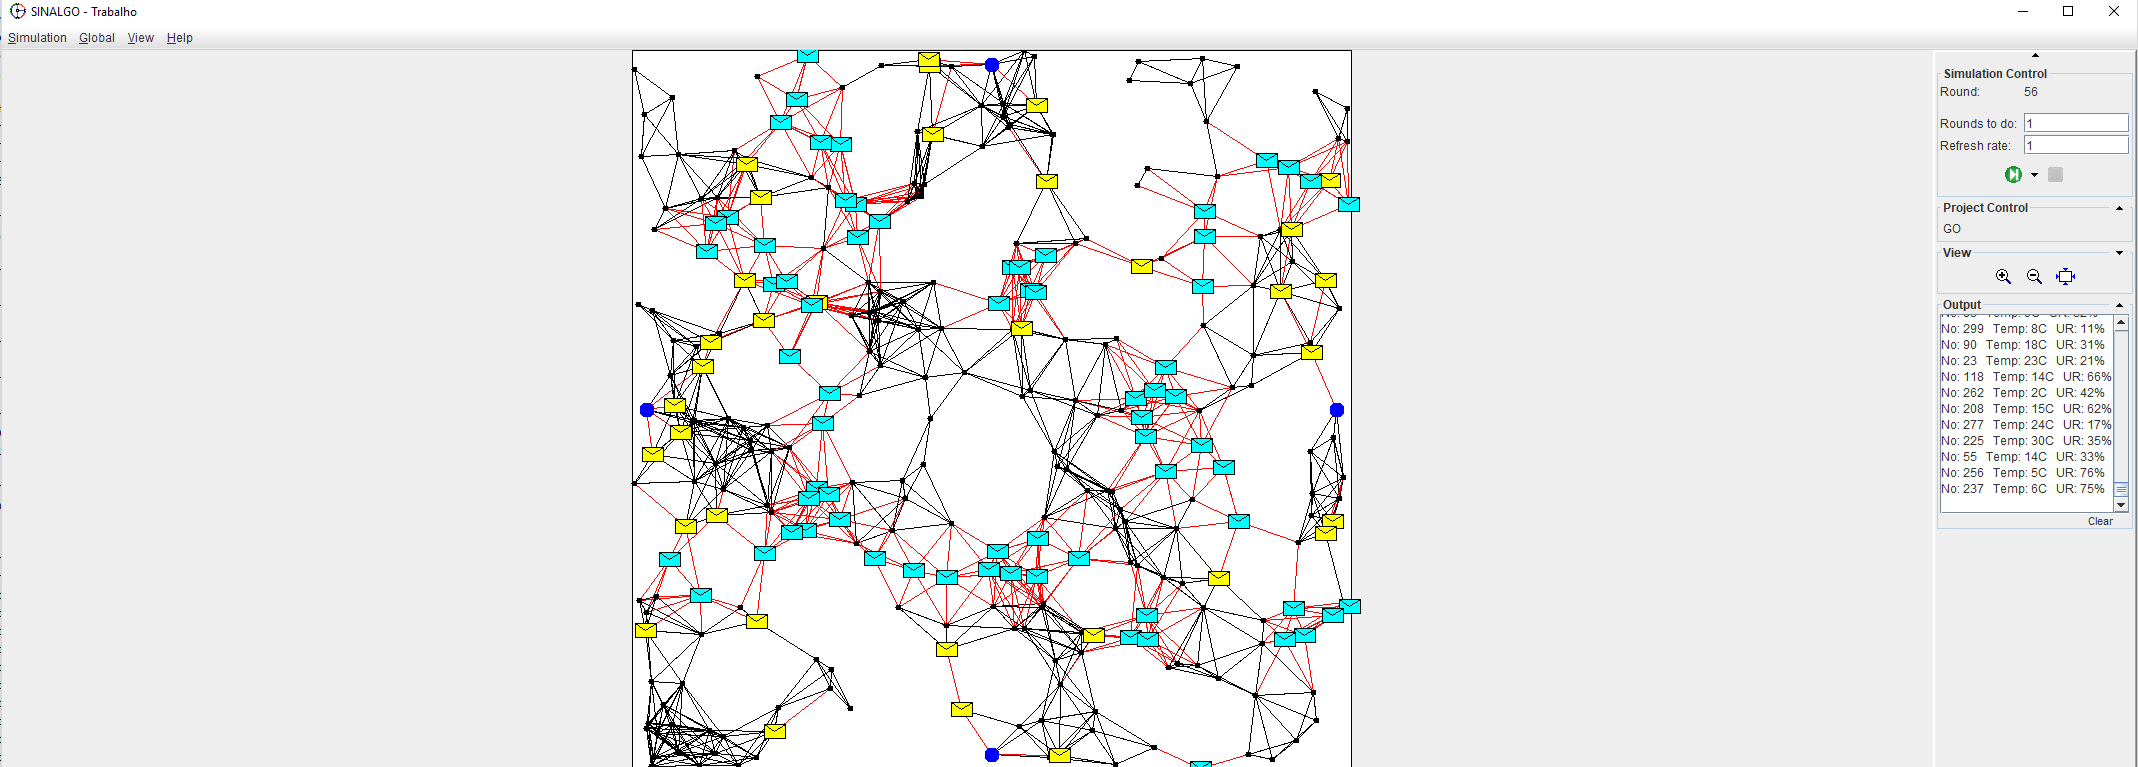 SINALGO - Trabalho
Simulation Global View Help
Simulation Control
Round: 56
Rounds to do: 1
Refresh rate: 1
Project Control
GO
View
Output
No: 299 Temp: 8C UR: 11%
No: 90 Temp: 18C UR: 31%
No: 23 Temp: 23C UR: 21%
No: 118 Temp: 14C UR: 66%
No: 262 Temp: 2C UR: 42%
No: 208 Temp: 15C UR: 62%
No: 277 Temp: 24C UR: 17%
No: 225 Temp: 30C UR: 35%
No: 55 Temp: 14C UR: 33%
No: 256 Temp: 5C UR: 76%
No: 237 Temp: 6C UR: 75%
Clear